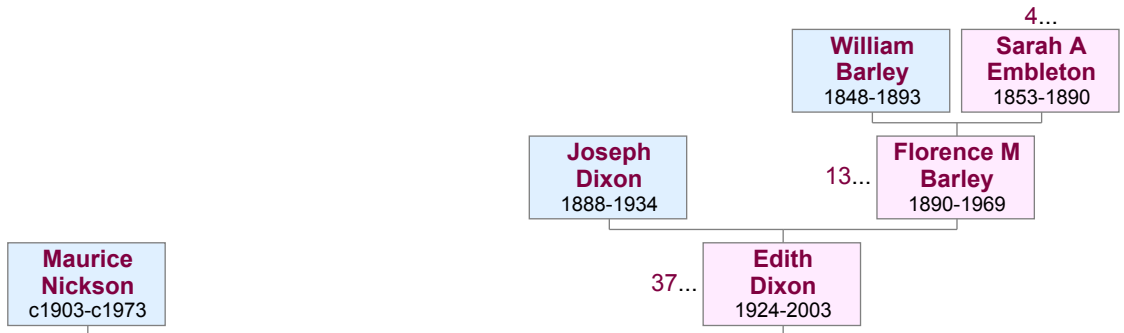 4...
William
Barley
1848-1893
Sarah A
Embleton
1853-1890
Joseph
Dixon
1888-1934
13...
Florence M
Barley
1890-1969
Maurice
Nickson
c1903-c1973
37...
Edith
Dixon
1924-2003